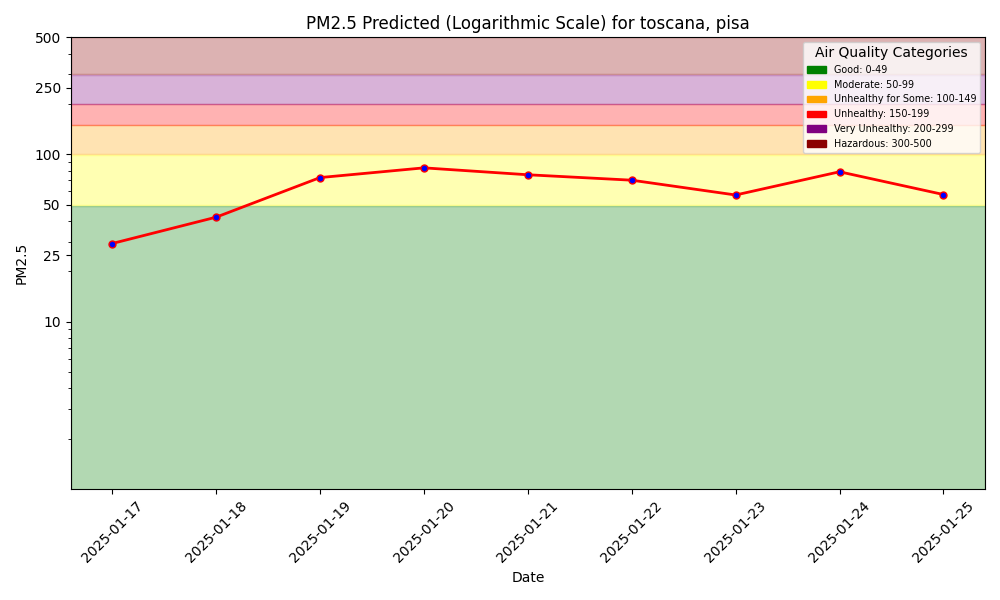 PM2.5 Predicted (Logarithmic Scale) for toscana, pisa
500
250
100
50
25
10
PM2.5
Air Quality Categories
Good: 0-49
Moderate: 50-99
Unhealthy for Some: 100-149
Unhealthy: 150-199
Very Unhealthy: 200-299
Hazardous: 300-500
2025-01-17
2025-01-18
2025-01-19
2025-01-20
2025-01-21
2025-01-22
2025-01-23
2025-01-24
2025-01-25
Date